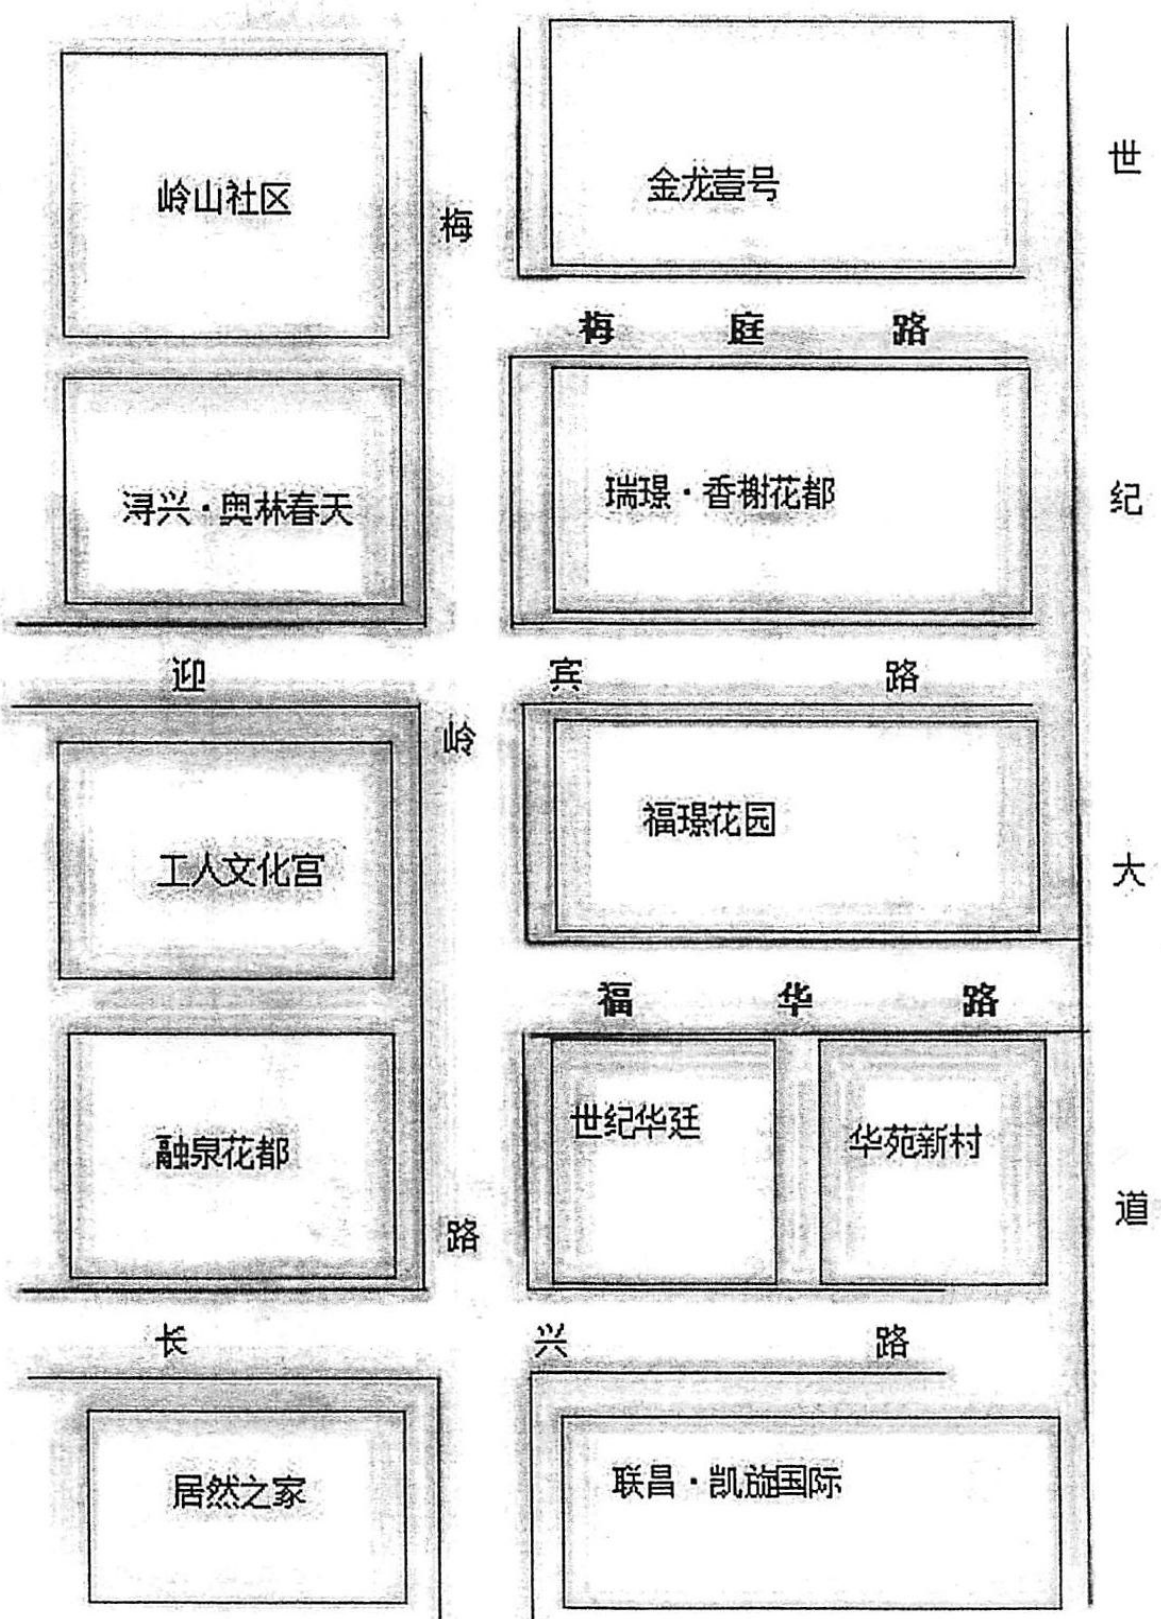 岭山社区
金龙壹号
梅庭路
浔兴·奥林春天
瑞璟·香榭花都
迎宾路
工人文化宫
福璟花园
福华路
融泉花都
世纪华廷
华苑新村
长兴路
居然之家
联昌·凯旋国际
梅岭路
世纪大道